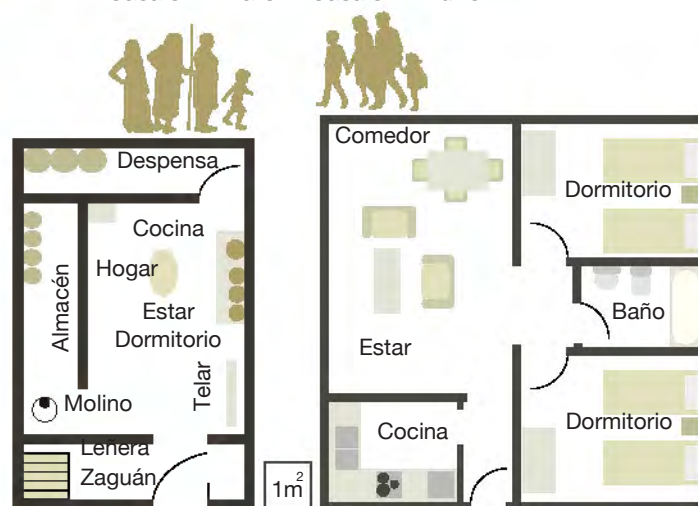 Despensa
Cocina
Hogar
Almacén
Estar
Dormitorio
Telar
Molino
Leñera
Zaguán
1m²
Comedor
Dormitorio
Baño
Estar
Cocina
Dormitorio